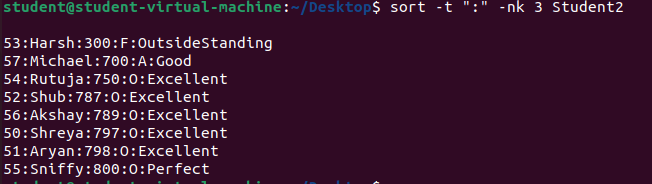 student@student-virtual-machine:~/Desktop$ sort -t ":" -nk 3 Student2
53:Harsh:300:F:OutsideStanding
57:Michael:700:A:Good
54:Rutuja:750:O:Excellent
52:Shub:787:O:Excellent
56:Akshay:789:O:Excellent
50:Shreya:797:O:Excellent
51:Aryan:798:O:Excellent
55:Sniffy:800:O:Perfect